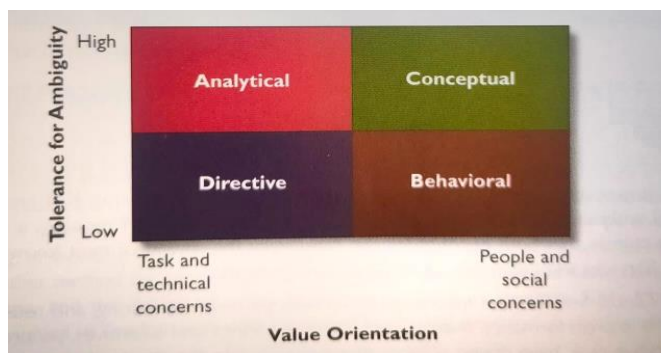 Tolerance for Ambiguity
High
Analytical
Conceptual
Directive
Behavioral
Low
Task and
technical
concerns
People and
social
concerns
Value Orientation